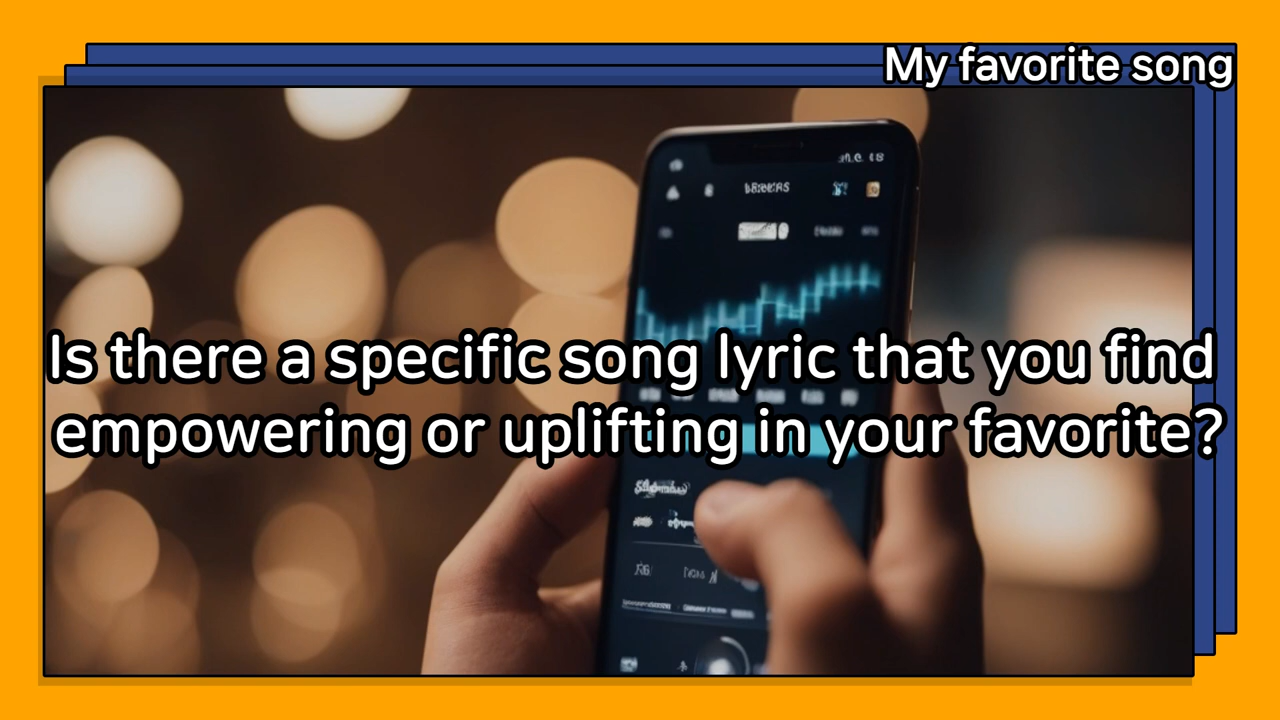 My favorite song
Is there a specific song lyric that you find
empowering or uplifting in your favorite?